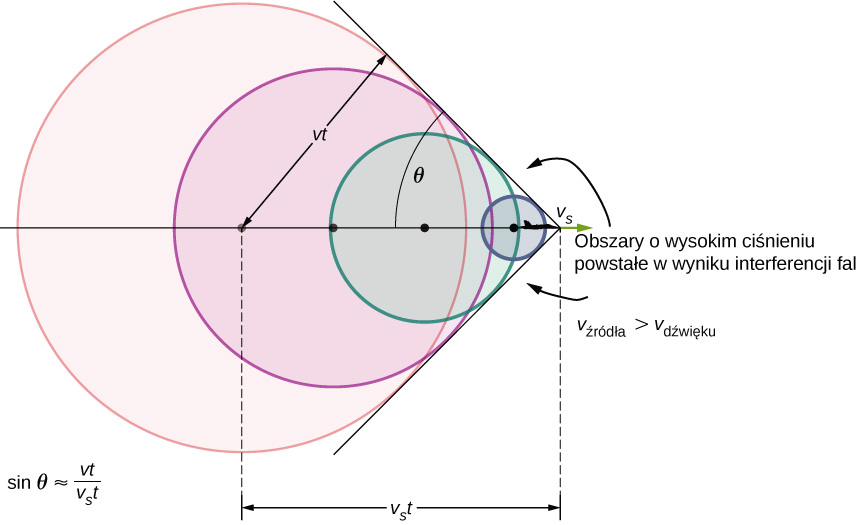 vt
θ
v_s
Obszary o wysokim ciśnieniu
powstałe w wyniku interferencji fal
v_źródła > v_dźwięku
sin θ ≈ vt / v_s t
v_s t